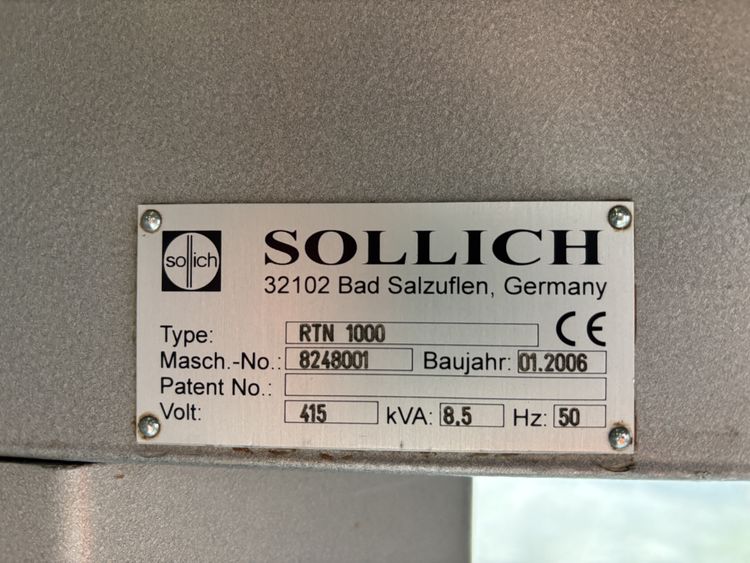 sollich
SOLLICH
32102 Bad Salzuflen, Germany
Type: RTN 1000 CE
Masch.-No.: 8248001 Baujahr: 01.2006
Patent No.:
Volt: 415 kVA: 8.5 Hz: 50